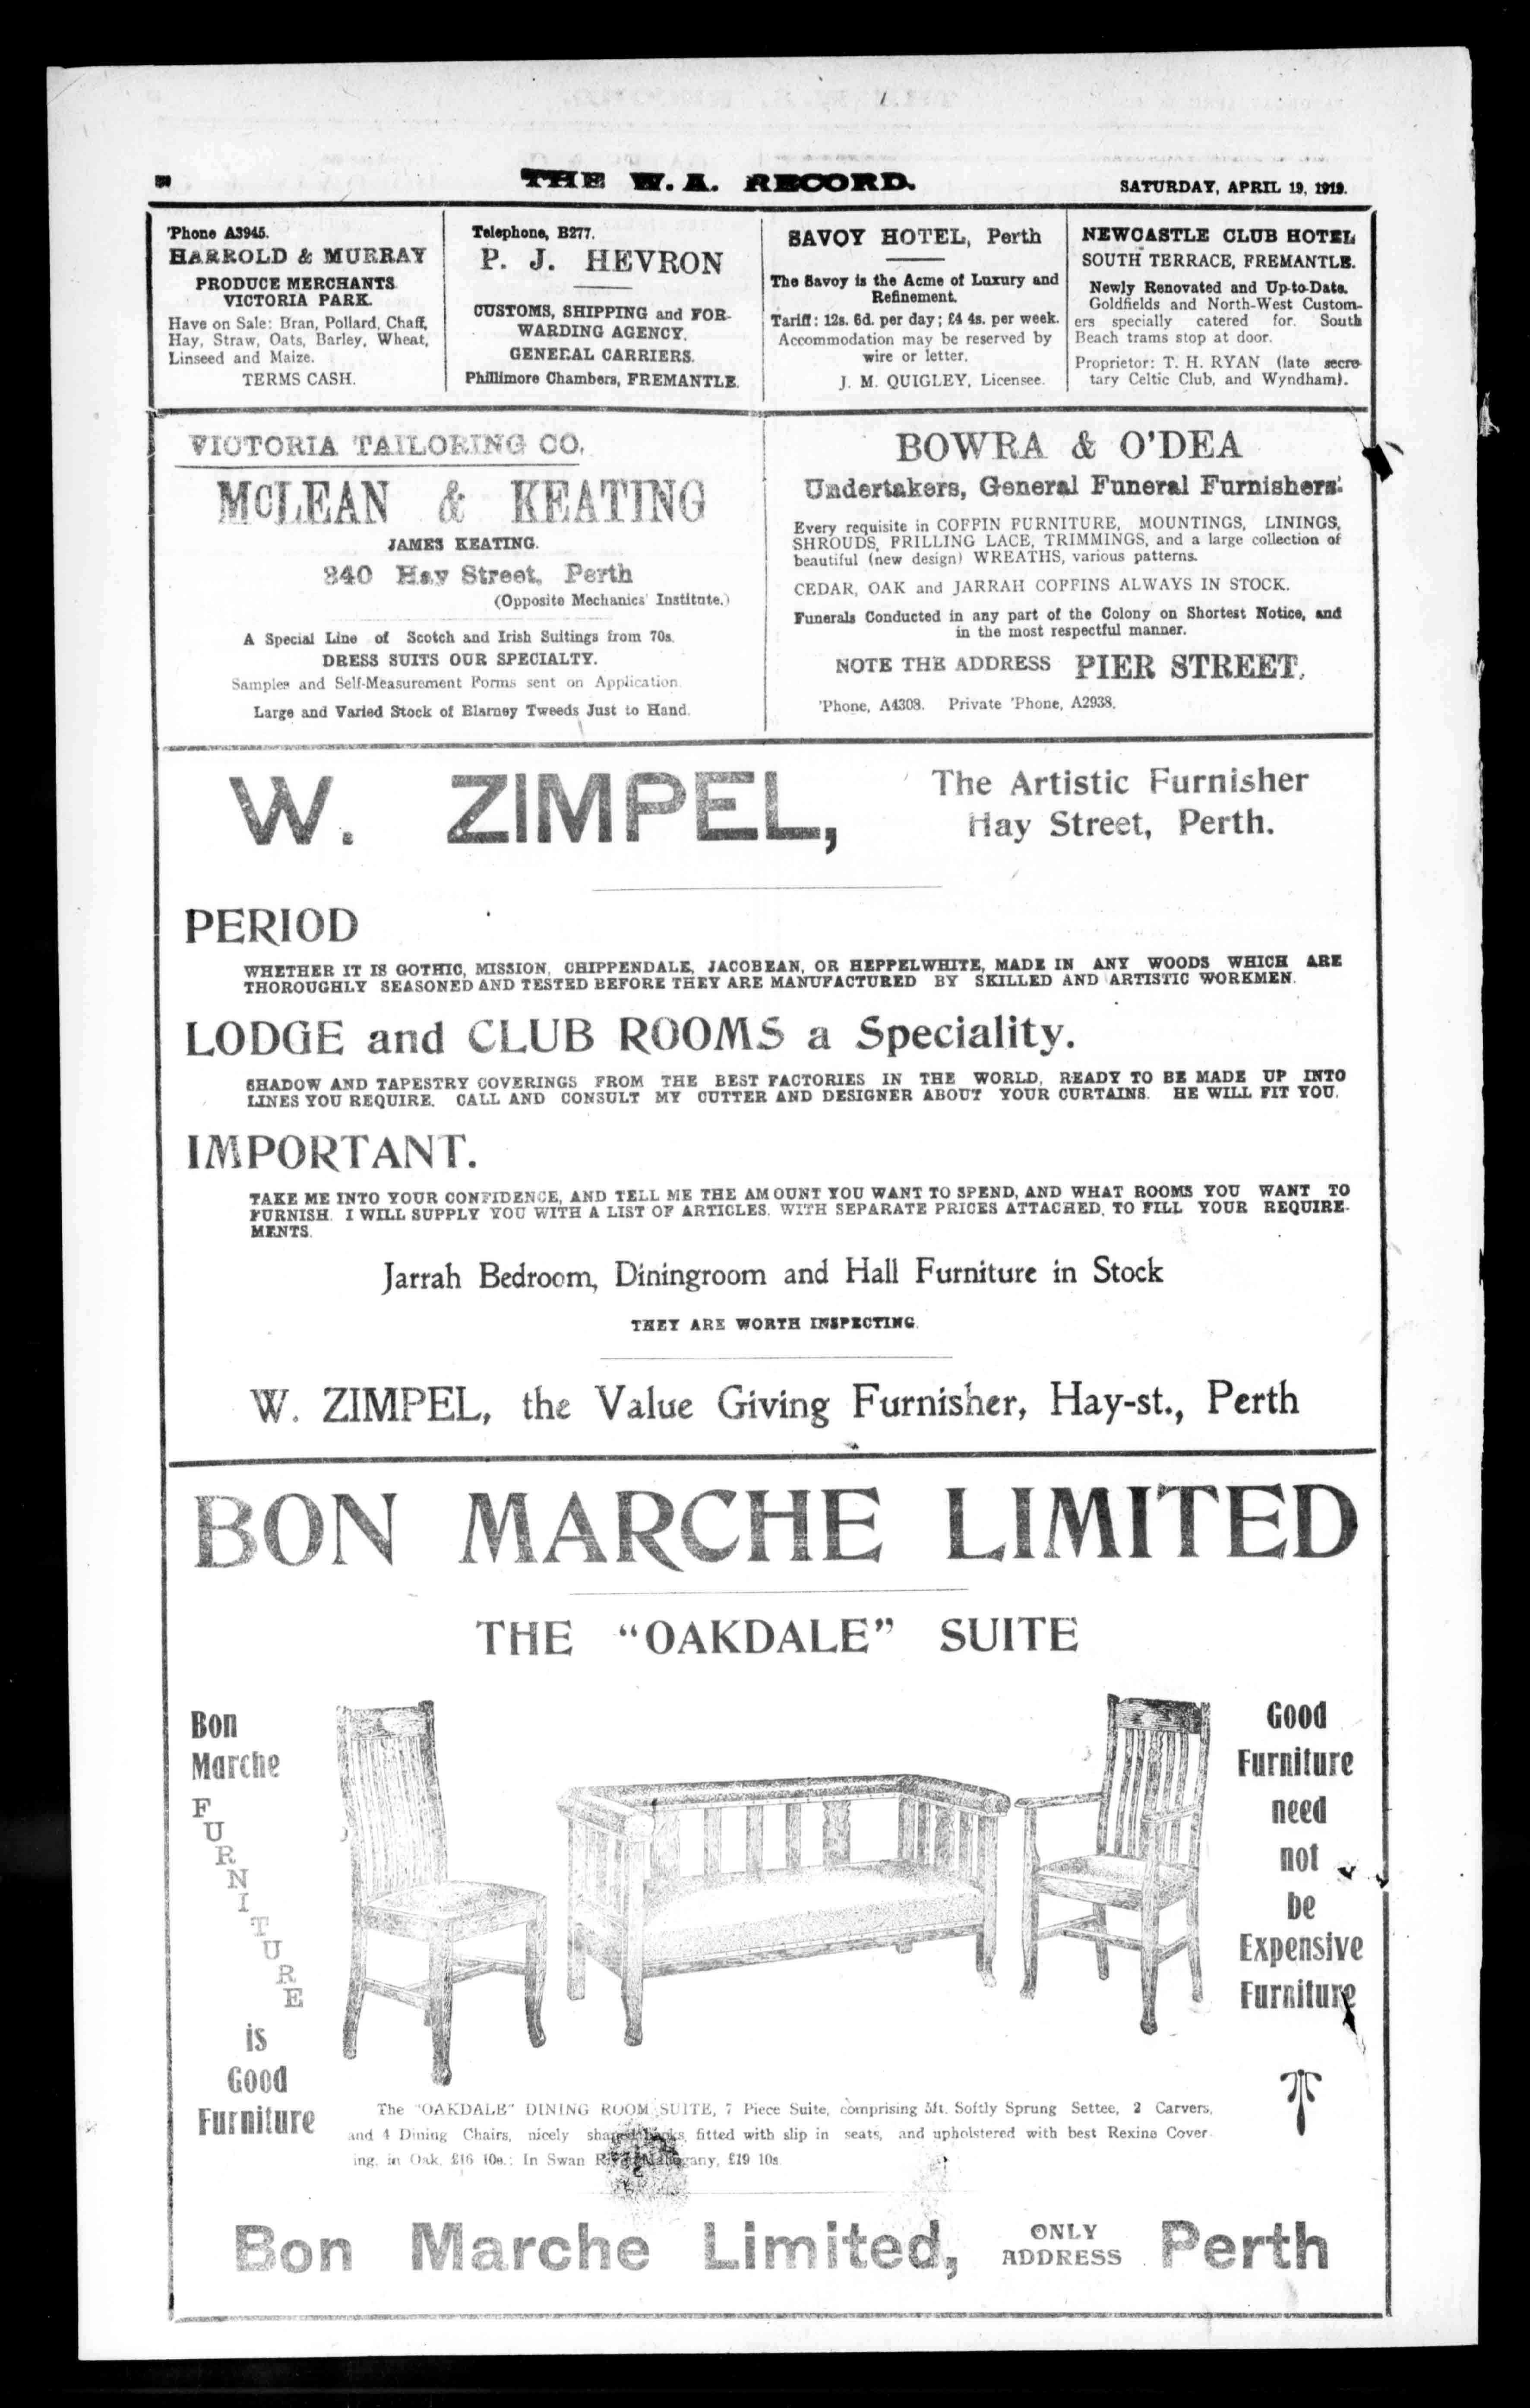 THE W.A. RECORD.
SATURDAY, APRIL 19, 1919.
'Phone A3945.
HARROLD & MURRAY
PRODUCE MERCHANTS
VICTORIA PARK.
Have on Sale: Bran, Pollard, Chaff,
Hay, Straw, Oats, Barley, Wheat,
Linseed and Maize.
TERMS CASH.
Telephone, B277.
P. J. HEVRON
CUSTOMS, SHIPPING and FOR-
WARDING AGENCY.
GENERAL CARRIERS.
Phillimore Chambers, FREMANTLE.
SAVOY HOTEL, Perth
The Savoy is the Acme of Luxury and
Refinement.
Tariff: 12s. 6d. per day; £4 4s. per week.
Accommodation may be reserved by
wire or letter.
J. M. QUIGLEY, Licensee.
NEWCASTLE CLUB HOTEL
SOUTH TERRACE, FREMANTLE.
Newly Renovated and Up-to-Date.
Goldfields and North-West Custom-
ers specially catered for. South
Beach trams stop at door.
Proprietor: T. H. RYAN (late secre-
tary Celtic Club, and Wyndham).
VICTORIA TAILORING CO.
McLEAN & KEATING
JAMES KEATING.
840 Hay Street, Perth
(Opposite Mechanics' Institute.)
A Special Line of Scotch and Irish Suitings from 70s.
DRESS SUITS OUR SPECIALTY.
Samples and Self-Measurement Forms sent on Application.
Large and Varied Stock of Blarney Tweeds Just to Hand.
BOWRA & O'DEA
Undertakers, General Funeral Furnishers.
Every requisite in COFFIN FURNITURE, MOUNTINGS, LININGS,
SHROUDS, FRILLING LACE, TRIMMINGS, and a large collection of
beautiful (new design) WREATHS, various patterns.
CEDAR, OAK and JARRAH COFFINS ALWAYS IN STOCK.
Funerals Conducted in any part of the Colony on Shortest Notice, and
in the most respectful manner.
NOTE THE ADDRESS PIER STREET,
'Phone, A4308. Private 'Phone, A2938.
W. ZIMPEL,
The Artistic Furnisher
Hay Street, Perth.
PERIOD
WHETHER IT IS GOTHIC, MISSION, CHIPPENDALE, JACOBEAN, OR HEPPELWHITE, MADE IN ANY WOODS WHICH ARE
THOROUGHLY SEASONED AND TESTED BEFORE THEY ARE MANUFACTURED BY SKILLED AND ARTISTIC WORKMEN.
LODGE and CLUB ROOMS a Speciality.
SHADOW AND TAPESTRY COVERINGS FROM THE BEST FACTORIES IN THE WORLD, READY TO BE MADE UP INTO
LINES YOU REQUIRE. CALL AND CONSULT MY CUTTER AND DESIGNER ABOUT YOUR CURTAINS. HE WILL FIT YOU.
IMPORTANT.
TAKE ME INTO YOUR CONFIDENCE, AND TELL ME THE AMOUNT YOU WANT TO SPEND, AND WHAT ROOMS YOU WANT TO
FURNISH. I WILL SUPPLY YOU WITH A LIST OF ARTICLES, WITH SEPARATE PRICES ATTACHED, TO FILL YOUR REQUIRE-
MENTS.
Jarrah Bedroom, Diningroom and Hall Furniture in Stock
THEY ARE WORTH INSPECTING.
W. ZIMPEL, the Value Giving Furnisher, Hay-st., Perth
BON MARCHE LIMITED
THE "OAKDALE" SUITE
Bon
Marche
FURNITURE
is
Good
Furniture
Good
Furniture
need
not
be
Expensive
Furniture
The "OAKDALE" DINING ROOM SUITE, 7 Piece Suite, comprising 5ft. Softly Sprung Settee, 2 Carvers,
and 4 Dining Chairs, nicely shaped backs, fitted with slip in seats, and upholstered with best Rexine Cover-
ing, in Oak, £16 10s.; In Swan River Mahogany, £19 10s.
Bon Marche Limited, ONLY ADDRESS Perth